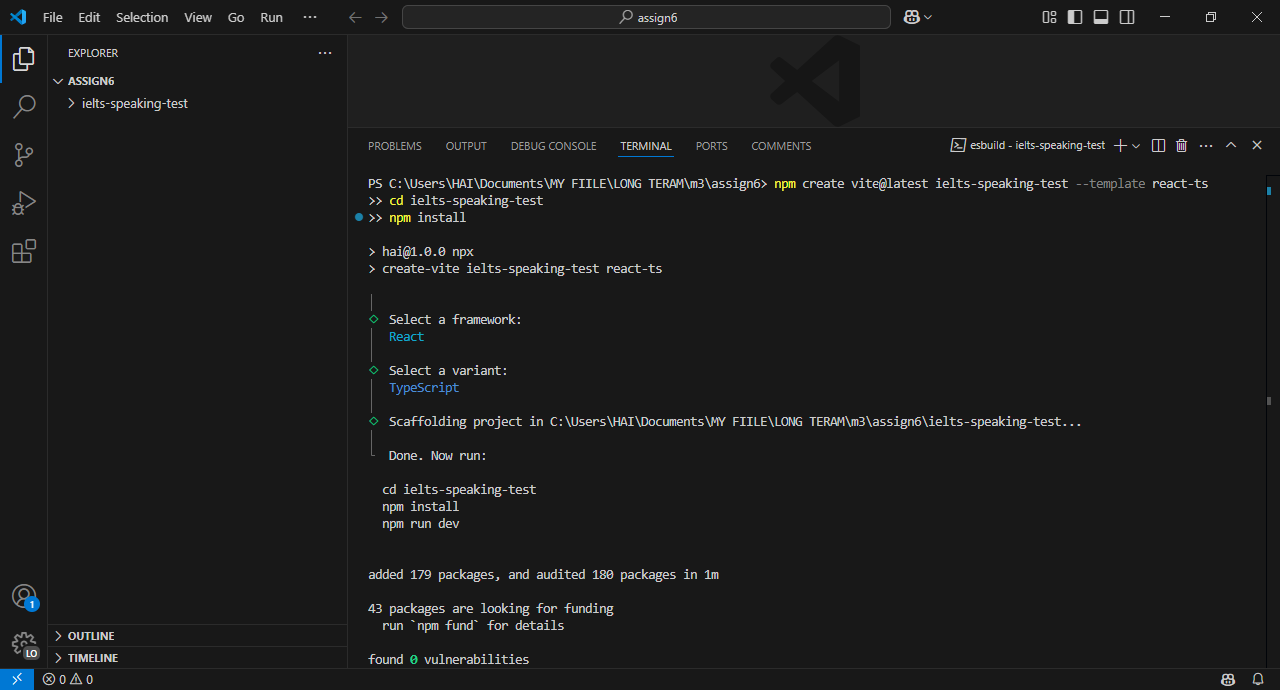 File Edit Selection View Go Run ··· assign6
EXPLORER ···
ASSIGN6
ielts-speaking-test
PROBLEMS OUTPUT DEBUG CONSOLE TERMINAL PORTS COMMENTS esbuild - ielts-speaking-test ···
PS C:\Users\HAI\Documents\MY FIILE\LONG TERAM\m3\assign6> npm create vite@latest ielts-speaking-test --template react-ts
>> cd ielts-speaking-test
>> npm install
> hai@1.0.0 npx
> create-vite ielts-speaking-test react-ts
Select a framework:
React
Select a variant:
TypeScript
Scaffolding project in C:\Users\HAI\Documents\MY FIILE\LONG TERAM\m3\assign6\ielts-speaking-test...
Done. Now run:
cd ielts-speaking-test
npm install
npm run dev
added 179 packages, and audited 180 packages in 1m
43 packages are looking for funding
run `npm fund` for details
found 0 vulnerabilities
1
LO
OUTLINE
TIMELINE
0 0